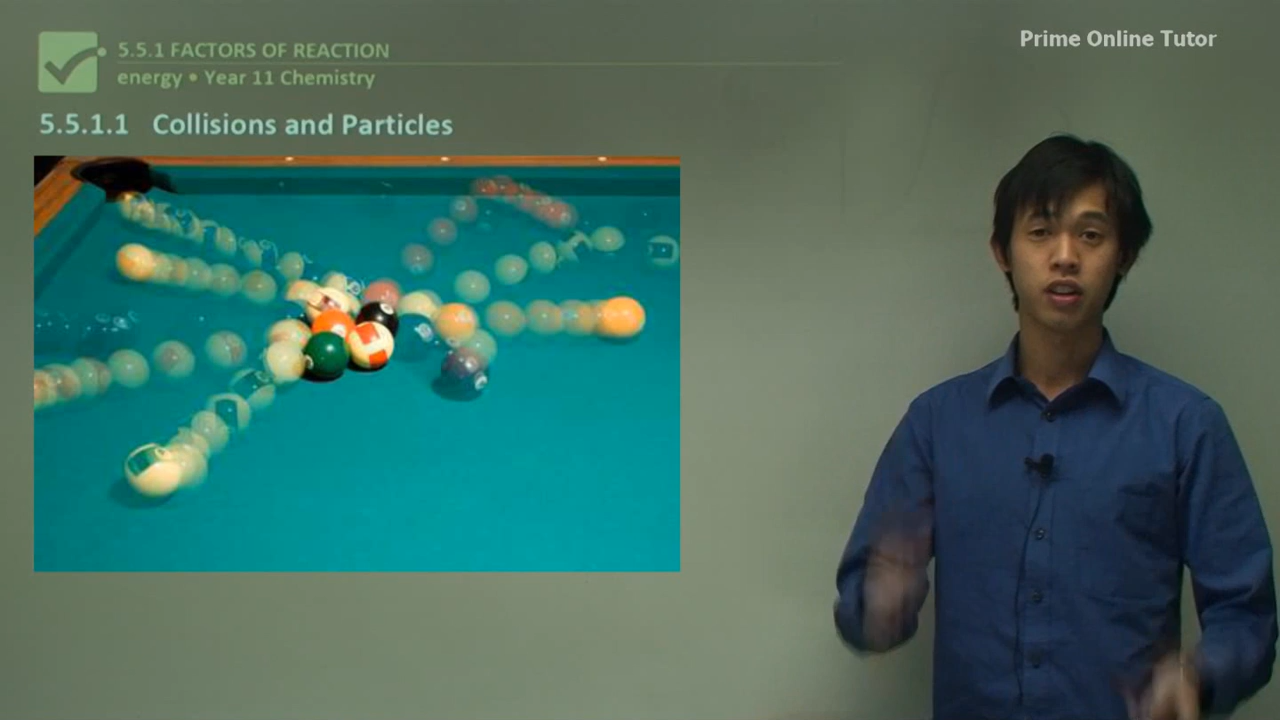 Prime Online Tutor
5.5.1 FACTORS OF REACTION
energy • Year 11 Chemistry
5.5.1.1 Collisions and Particles